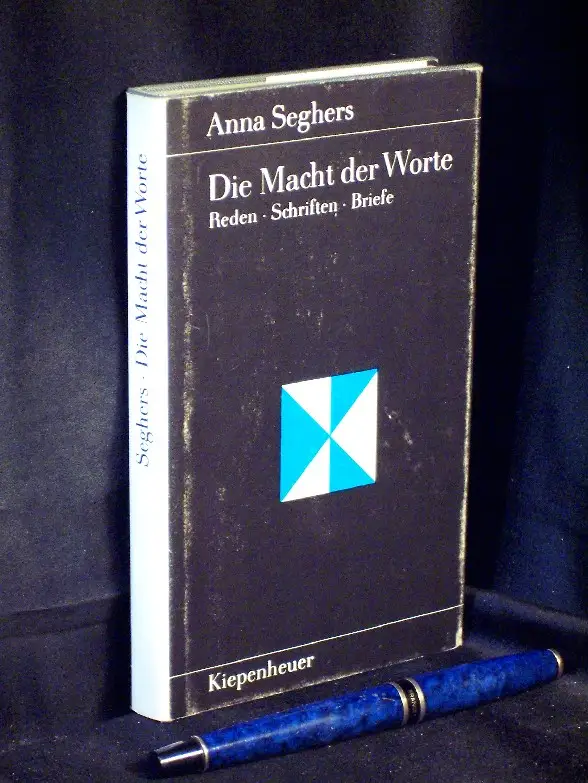 Anna Seghers
Die Macht der Worte
Reden · Schriften · Briefe
Kiepenheuer
Seghers · Die Macht der Worte